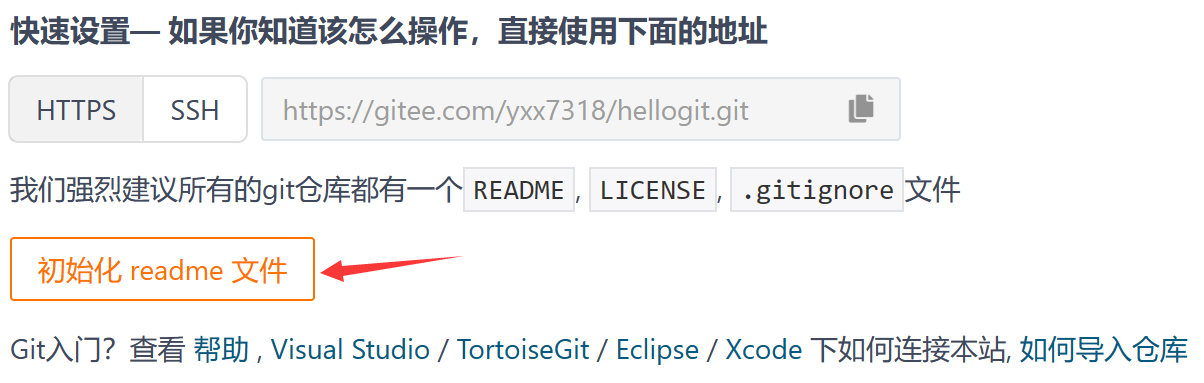 快速设置— 如果你知道该怎么操作，直接使用下面的地址
HTTPS SSH https://gitee.com/yxx7318/hellogit.git
我们强烈建议所有的git仓库都有一个 README, LICENSE, .gitignore 文件
初始化 readme 文件
Git入门？查看 帮助 , Visual Studio / TortoiseGit / Eclipse / Xcode 下如何连接本站, 如何导入仓库